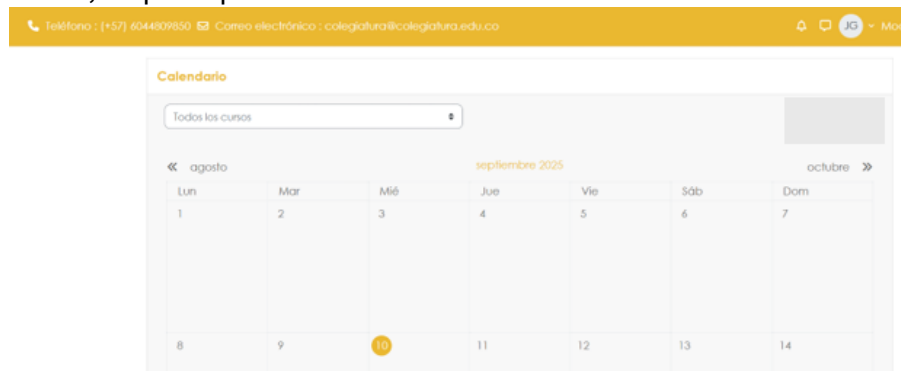 Teléfono : (+57) 6044809850 Correo electrónico : colegiatura@colegiatura.edu.co JG
Calendario
Todos los cursos
agosto septiembre 2025 octubre
Lun Mar Mié Jue Vie Sáb Dom
1 2 3 4 5 6 7
8 9 10 11 12 13 14